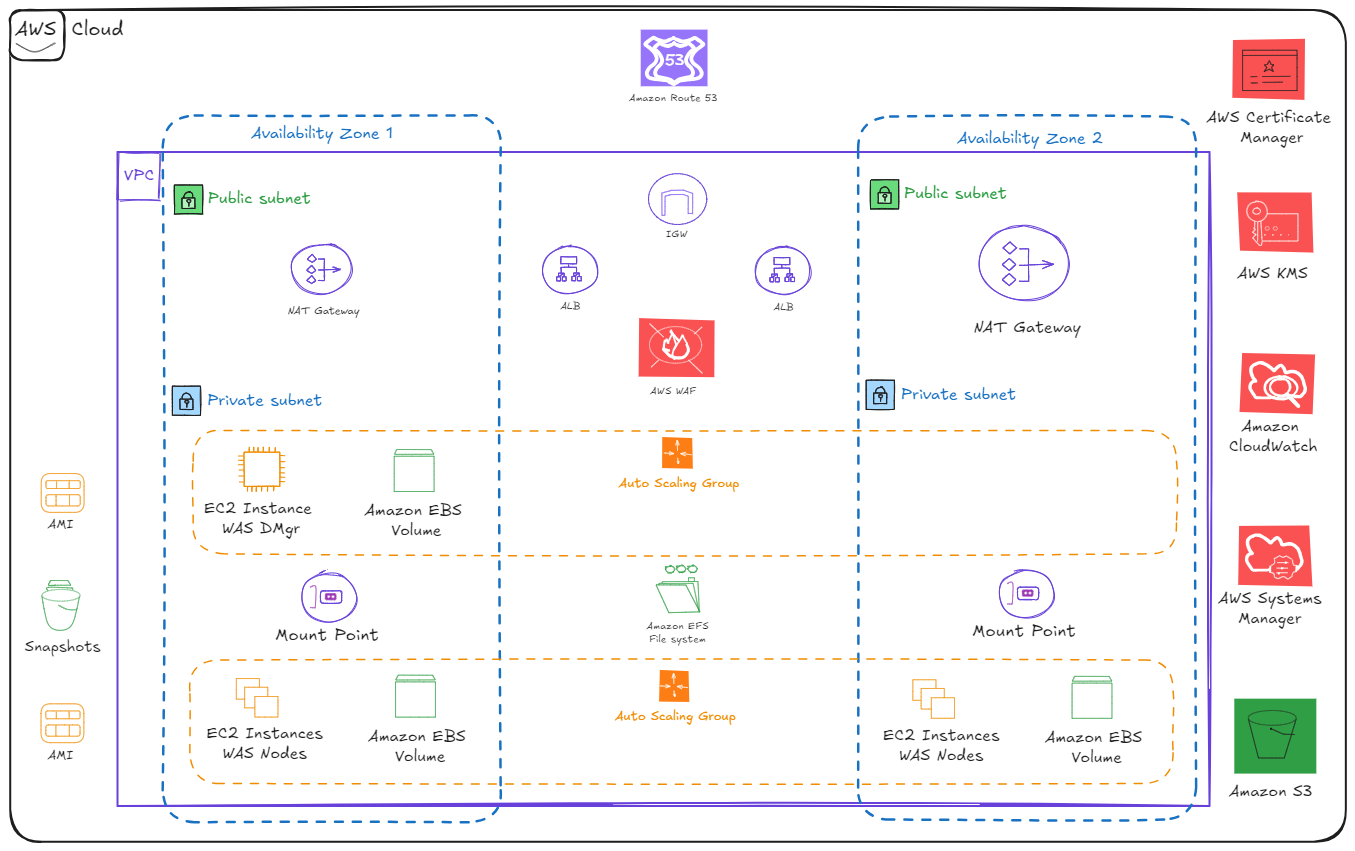 AWS Cloud
53
Amazon Route 53
AWS Certificate
Manager
Availability Zone 1
Availability Zone 2
VPC
Public subnet
Public subnet
IGW
NAT Gateway
ALB
ALB
NAT Gateway
AWS KMS
AWS WAF
Private subnet
Private subnet
Amazon
CloudWatch
Auto Scaling Group
EC2 Instance
WAS DMgr
Amazon EBS
Volume
AMI
Mount Point
Amazon EFS
File system
Mount Point
AWS Systems
Manager
Snapshots
Auto Scaling Group
EC2 Instances
WAS Nodes
Amazon EBS
Volume
EC2 Instances
WAS Nodes
Amazon EBS
Volume
AMI
Amazon S3